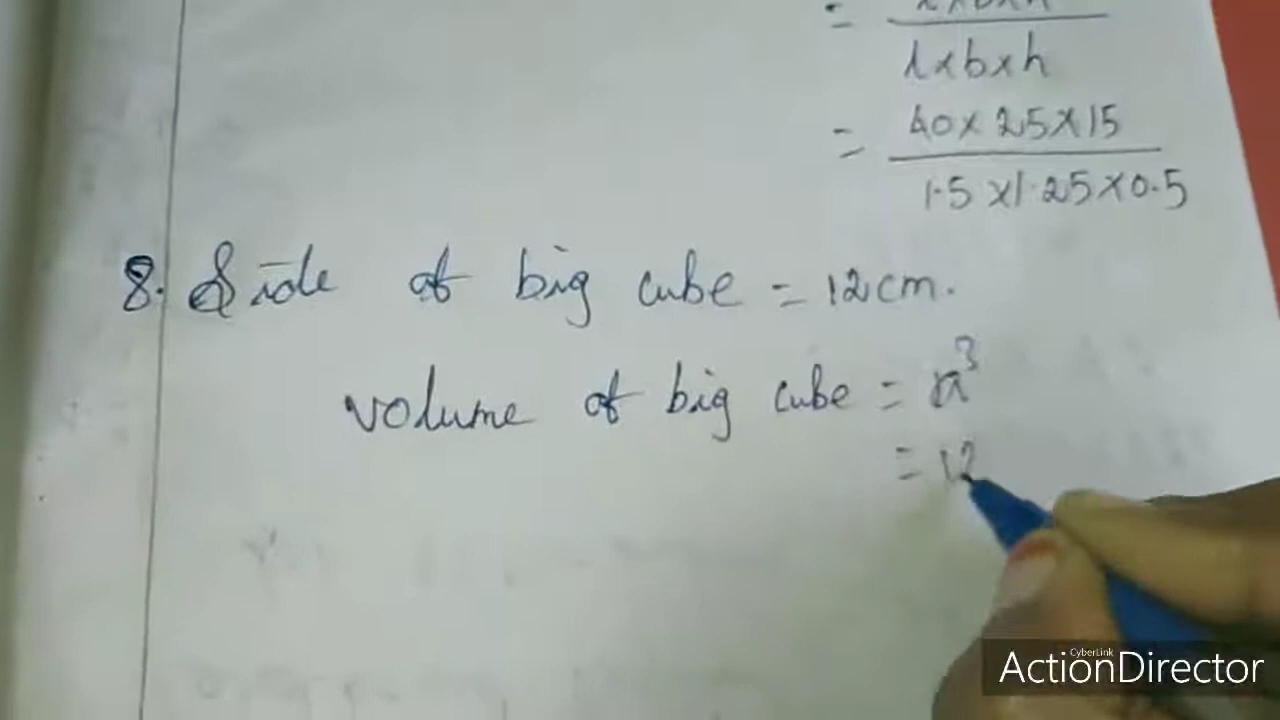 =
l×b×h
= 40×25×15
1.5×1.25×0.5
8. Side of big cube = 12cm.
volume of big cube = a³
= 12
CyberLink
ActionDirector